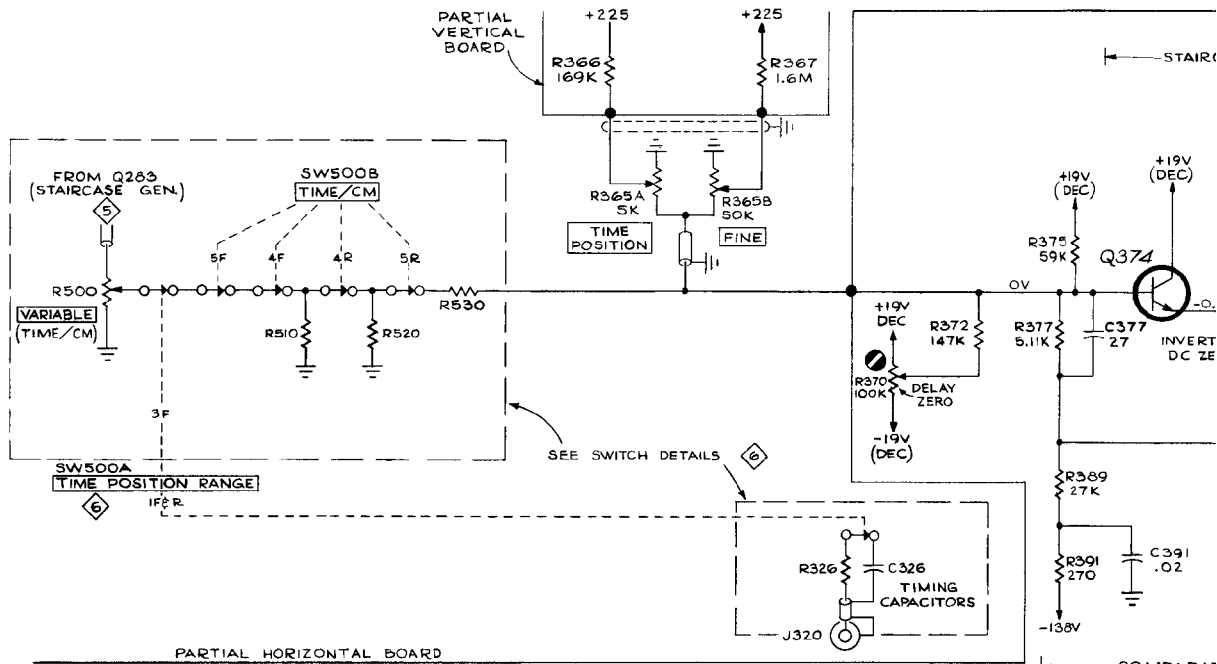 PARTIAL
VERTICAL
BOARD
+225
+225
R366
169K
R367
1.6M
STAIRC
FROM Q283
(STAIRCASE GEN.)
5
SW500B
TIME/CM
R365A
5K
R365B
50K
TIME
POSITION
FINE
+19V
(DEC)
+19V
(DEC)
R375
59K
Q374
5F
4F
4R
5R
R500
VARIABLE
(TIME/CM)
R510
R520
R530
0V
+19V
DEC
R372
147K
R377
5.11K
C377
27
-0.
INVERT
DC ZE
R370
100K
DELAY
ZERO
-19V
(DEC)
3F
SEE SWITCH DETAILS
6
SW500A
TIME POSITION RANGE
6
1F&R
R389
27K
R326
C326
TIMING
CAPACITORS
J320
R391
270
C391
.02
-138V
PARTIAL HORIZONTAL BOARD